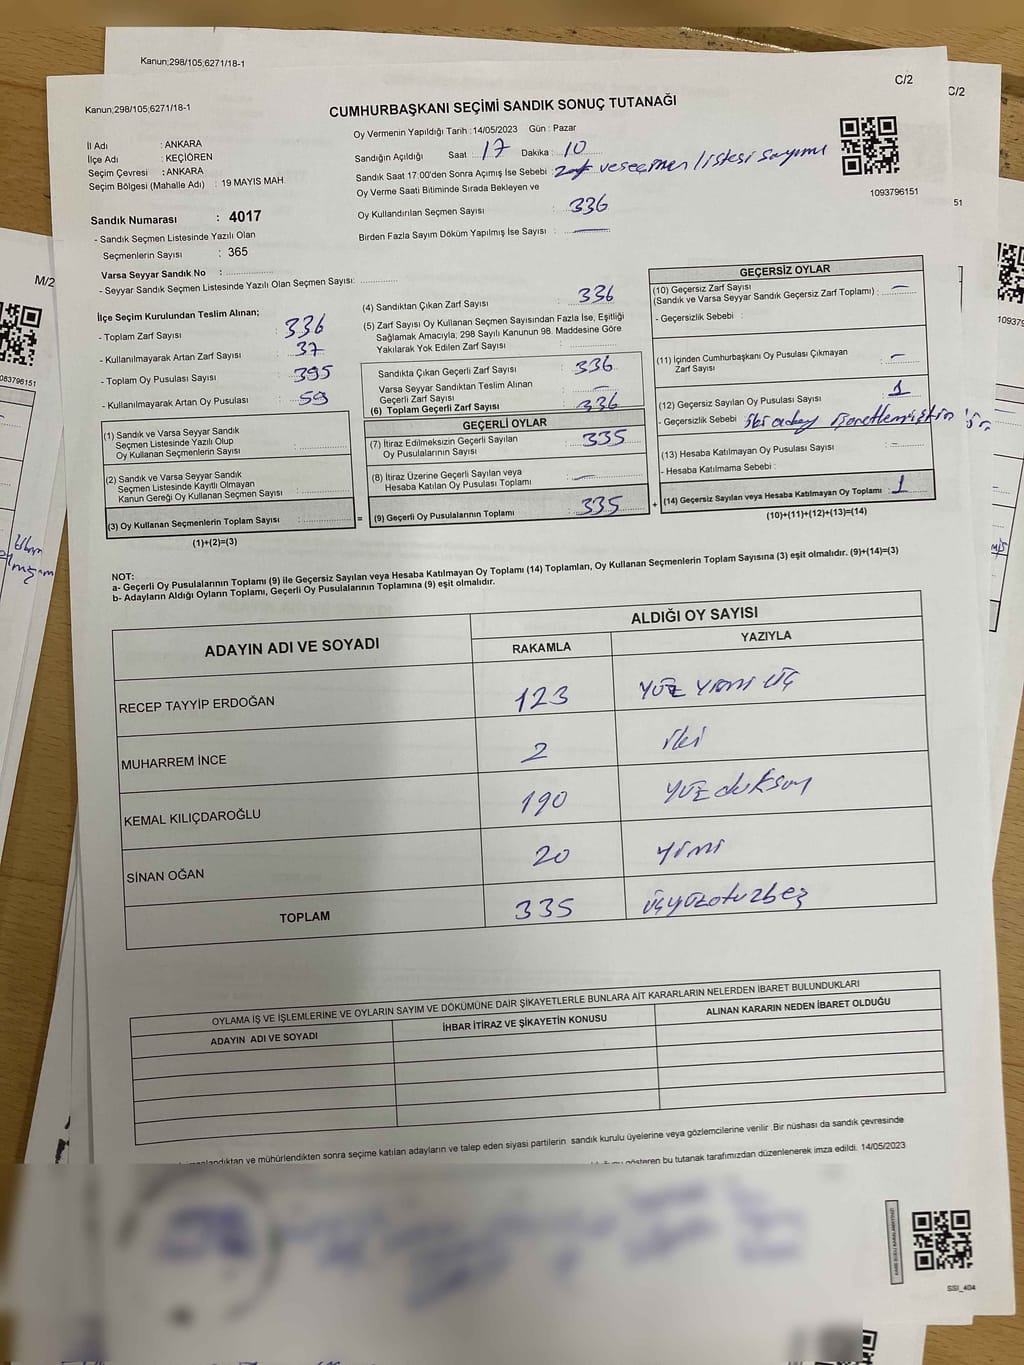 Kanun;298/105;6271/18-1
C/2
Kanun;298/105;6271/18-1
C/2
CUMHURBAŞKANI SEÇİMİ SANDIK SONUÇ TUTANAĞI
İl Adı : ANKARA
İlçe Adı : KEÇİÖREN
Seçim Çevresi : ANKARA
Seçim Bölgesi (Mahalle Adı) : 19 MAYIS MAH.
Oy Vermenin Yapıldığı Tarih : 14/05/2023 Gün : Pazar
Sandığın Açıldığı Saat : 17 Dakika : 10
Sandık Saat 17:00'den Sonra Açılmış İse Sebebi : ve seçmen listesi sayımı
Oy Verme Saati Bitiminde Sırada Bekleyen ve
Oy Kullandırılan Seçmen Sayısı : 336
Birden Fazla Sayım Döküm Yapılmış İse Sayısı : —
1093796151
51
Sandık Numarası : 4017
- Sandık Seçmen Listesinde Yazılı Olan
Seçmenlerin Sayısı : 365
Varsa Seyyar Sandık No :
- Seyyar Sandık Seçmen Listesinde Yazılı Olan Seçmen Sayısı:
M/2
İlçe Seçim Kurulundan Teslim Alınan;
- Toplam Zarf Sayısı : 336
- Kullanılmayarak Artan Zarf Sayısı : 37
- Toplam Oy Pusulası Sayısı : 395
- Kullanılmayarak Artan Oy Pusulası : 59
(1) Sandık ve Varsa Seyyar Sandık
Seçmen Listesinde Yazılı Olup
Oy Kullanan Seçmenlerin Sayısı :
(2) Sandık ve Varsa Seyyar Sandık
Seçmen Listesinde Kayıtlı Olmayan
Kanun Gereği Oy Kullanan Seçmen Sayısı :
(3) Oy Kullanan Seçmenlerin Toplam Sayısı : =
(1)+(2)=(3)
(4) Sandıktan Çıkan Zarf Sayısı : 336
(5) Zarf Sayısı Oy Kullanan Seçmen Sayısından Fazla İse, Eşitliği
Sağlamak Amacıyla; 298 Sayılı Kanunun 98. Maddesine Göre
Yakılarak Yok Edilen Zarf Sayısı :
Sandıkta Çıkan Geçerli Zarf Sayısı : 336
Varsa Seyyar Sandıktan Teslim Alınan
Geçerli Zarf Sayısı : —
(6) Toplam Geçerli Zarf Sayısı : 336
GEÇERLİ OYLAR
(7) İtiraz Edilmeksizin Geçerli Sayılan
Oy Pusulalarının Sayısı : 335
(8) İtiraz Üzerine Geçerli Sayılan veya
Hesaba Katılan Oy Pusulası Toplamı : —
(9) Geçerli Oy Pusulalarının Toplamı : 335 +
GEÇERSİZ OYLAR
(10) Geçersiz Zarf Sayısı
(Sandık ve Varsa Seyyar Sandık Geçersiz Zarf Toplamı) : —
- Geçersizlik Sebebi :
(11) İçinden Cumhurbaşkanı Oy Pusulası Çıkmayan
Zarf Sayısı : —
(12) Geçersiz Sayılan Oy Pusulası Sayısı : 1
- Geçersizlik Sebebi : iki aday işaretlemiştir
(13) Hesaba Katılmayan Oy Pusulası Sayısı : —
- Hesaba Katılmama Sebebi :
(14) Geçersiz Sayılan veya Hesaba Katılmayan Oy Toplamı : 1
(10)+(11)+(12)+(13)=(14)
NOT:
a- Geçerli Oy Pusulalarının Toplamı (9) ile Geçersiz Sayılan veya Hesaba Katılmayan Oy Toplamı (14) Toplamları, Oy Kullanan Seçmenlerin Toplam Sayısına (3) eşit olmalıdır. (9)+(14)=(3)
b- Adayların Aldığı Oyların Toplamı, Geçerli Oy Pusulalarının Toplamına (9) eşit olmalıdır.
ADAYIN ADI VE SOYADI ALDIĞI OY SAYISI
RAKAMLA YAZIYLA
RECEP TAYYİP ERDOĞAN 123 yüz yirmi üç
MUHARREM İNCE 2 iki
KEMAL KILIÇDAROĞLU 190 yüz doksan
SİNAN OĞAN 20 yirmi
TOPLAM 335 üçyüzotuzbeş
OYLAMA İŞ VE İŞLEMLERİNE VE OYLARIN SAYIM VE DÖKÜMÜNE DAİR ŞİKAYETLERLE BUNLARA AİT KARARLARIN NELERDEN İBARET BULUNDUKLARI
ADAYIN ADI VE SOYADI İHBAR İTİRAZ VE ŞİKAYETİN KONUSU ALINAN KARARIN NEDEN İBARET OLDUĞU
mühürlendikten sonra seçime katılan adayların ve talep eden siyasi partilerin sandık kurulu üyelerine veya gözlemcilerine verilir. Bir nüshası da sandık çevresinde
gösteren bu tutanak tarafımızdan düzenlenerek imza edildi. 14/05/2023
SSI_404